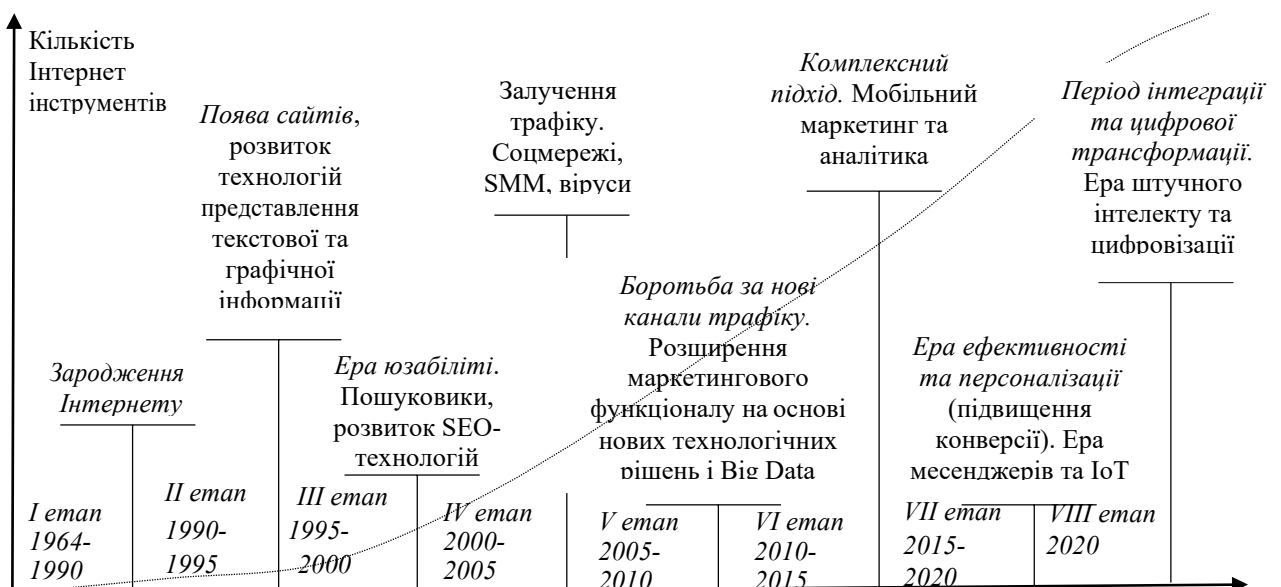 Кількість
Інтернет
інструментів
Поява сайтів,
розвиток
технологій
представлення
текстової та
графічної
інформації
Залучення
трафіку.
Соцмережі,
SMM, віруси
Комплексний
підхід. Мобільний
маркетинг та
аналітика
Період інтеграції
та цифрової
трансформації.
Ера штучного
інтелекту та
цифровізації
Зародження
Інтернету
Ера юзабіліті.
Пошуковики,
розвиток SEO-
технологій
Боротьба за нові
канали трафіку.
Розширення
маркетингового
функціоналу на основі
нових технологічних
рішень і Big Data
Ера ефективності
та персоналізації
(підвищення
конверсії). Ера
месенджерів та IoT
I етап
1964-
1990
II етап
1990-
1995
III етап
1995-
2000
IV етап
2000-
2005
V етап
2005-
2010
VI етап
2010-
2015
VII етап
2015-
2020
VIII етап
2020